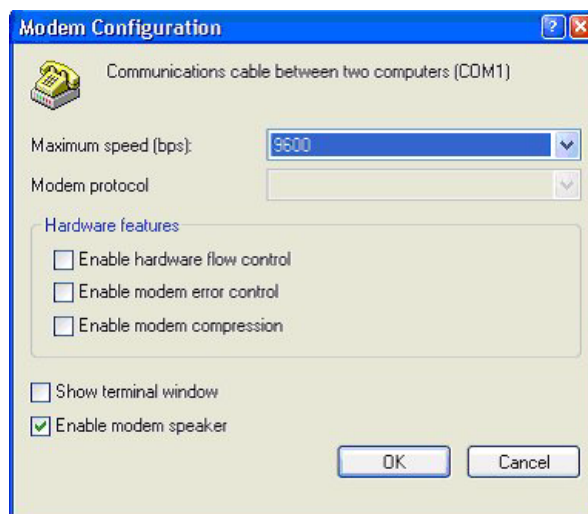 Modem Configuration
Communications cable between two computers (COM1)
Maximum speed (bps): 9600
Modem protocol
Hardware features
Enable hardware flow control
Enable modem error control
Enable modem compression
Show terminal window
Enable modem speaker
OK Cancel